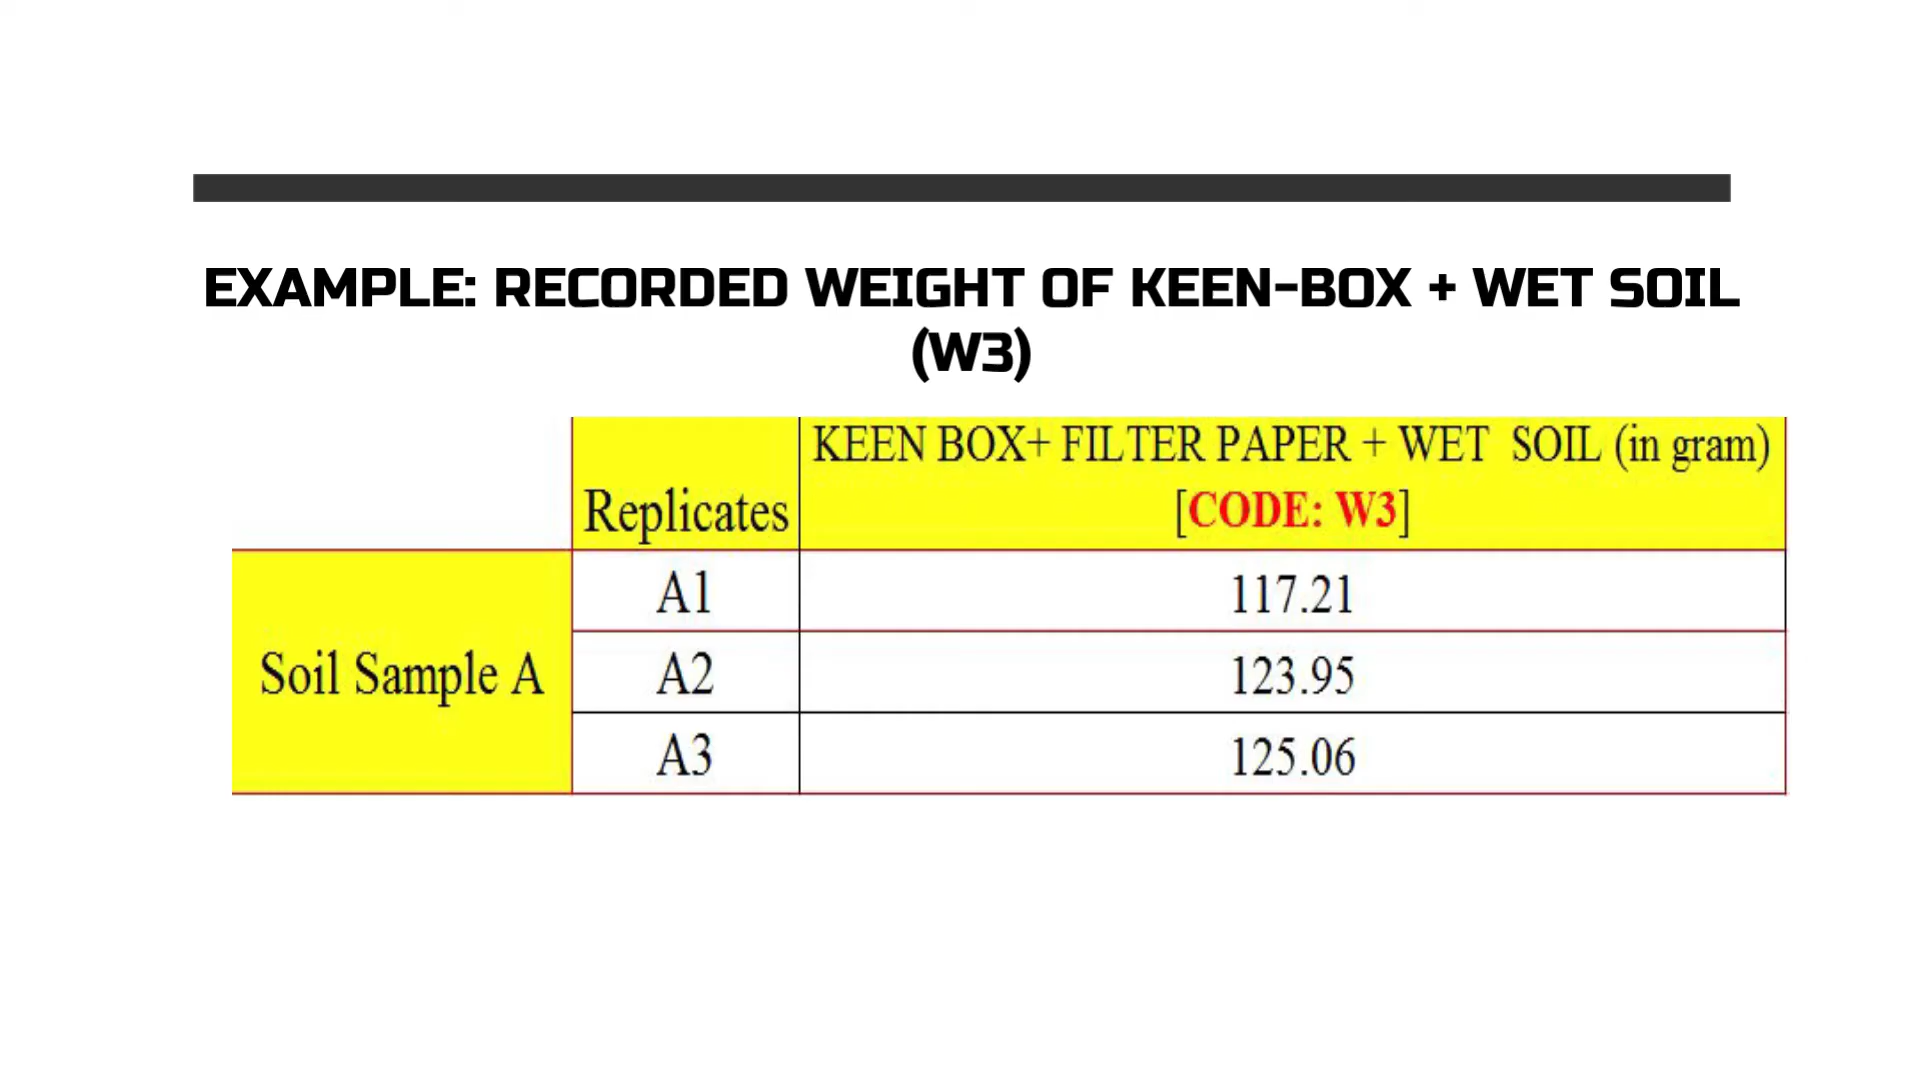 EXAMPLE: RECORDED WEIGHT OF KEEN-BOX + WET SOIL
(W3)
Replicates
KEEN BOX+ FILTER PAPER + WET SOIL (in gram)
[CODE: W3]
Soil Sample A
A1
117.21
A2
123.95
A3
125.06